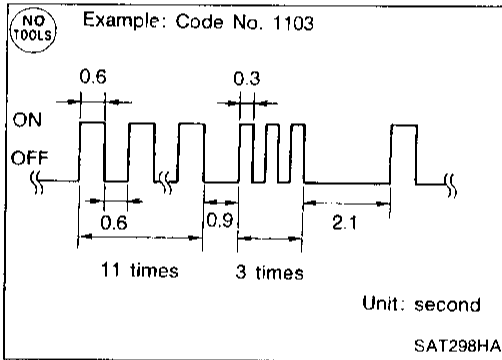 NO TOOLS
Example: Code No. 1103
0.6
0.3
ON
OFF
0.6
0.9
2.1
11 times
3 times
Unit: second
SAT298HA